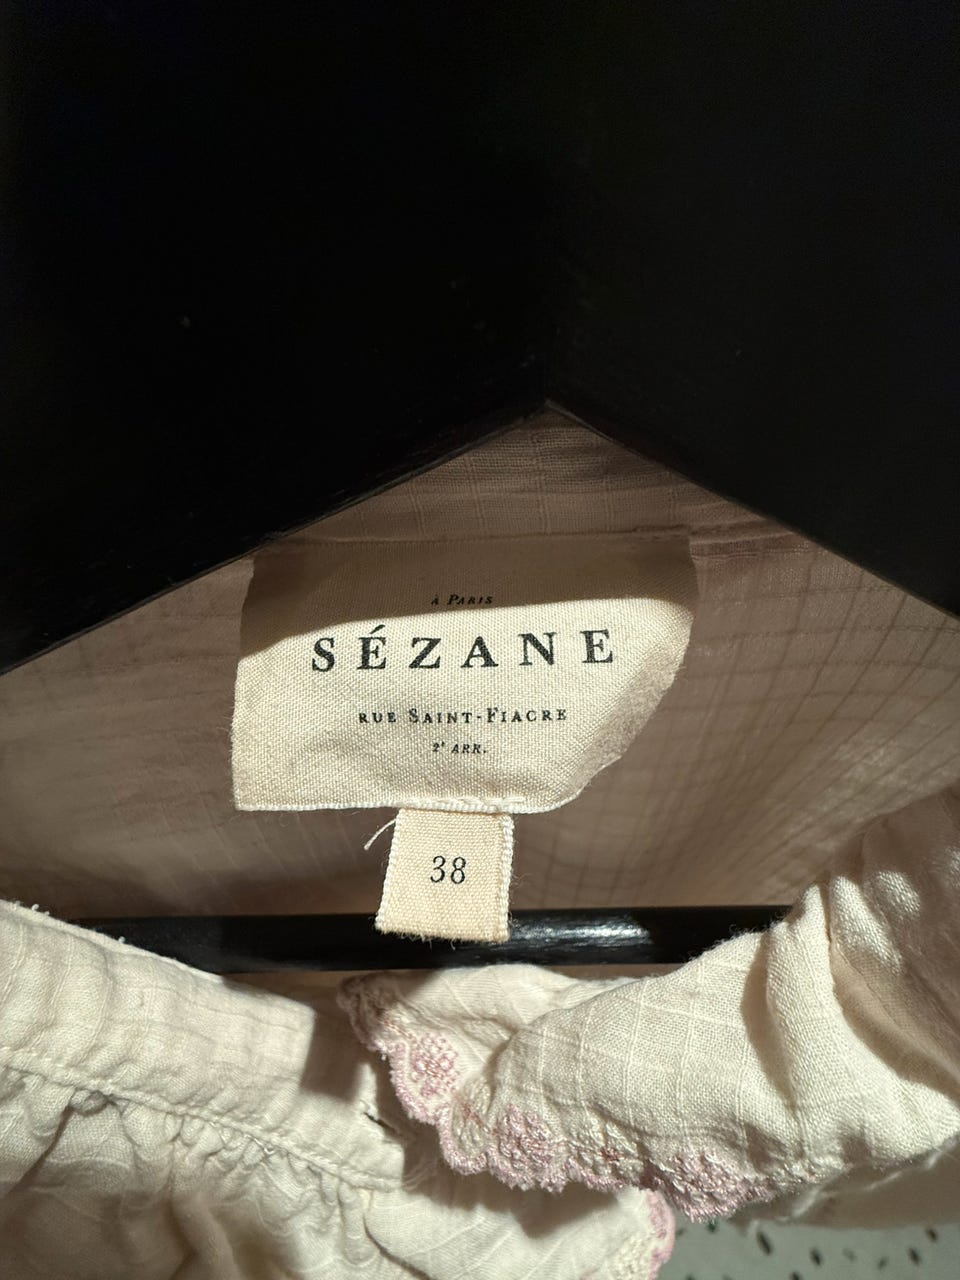 À PARIS
SÉZANE
RUE SAINT-FIACRE
2ᵉ ARR.
38